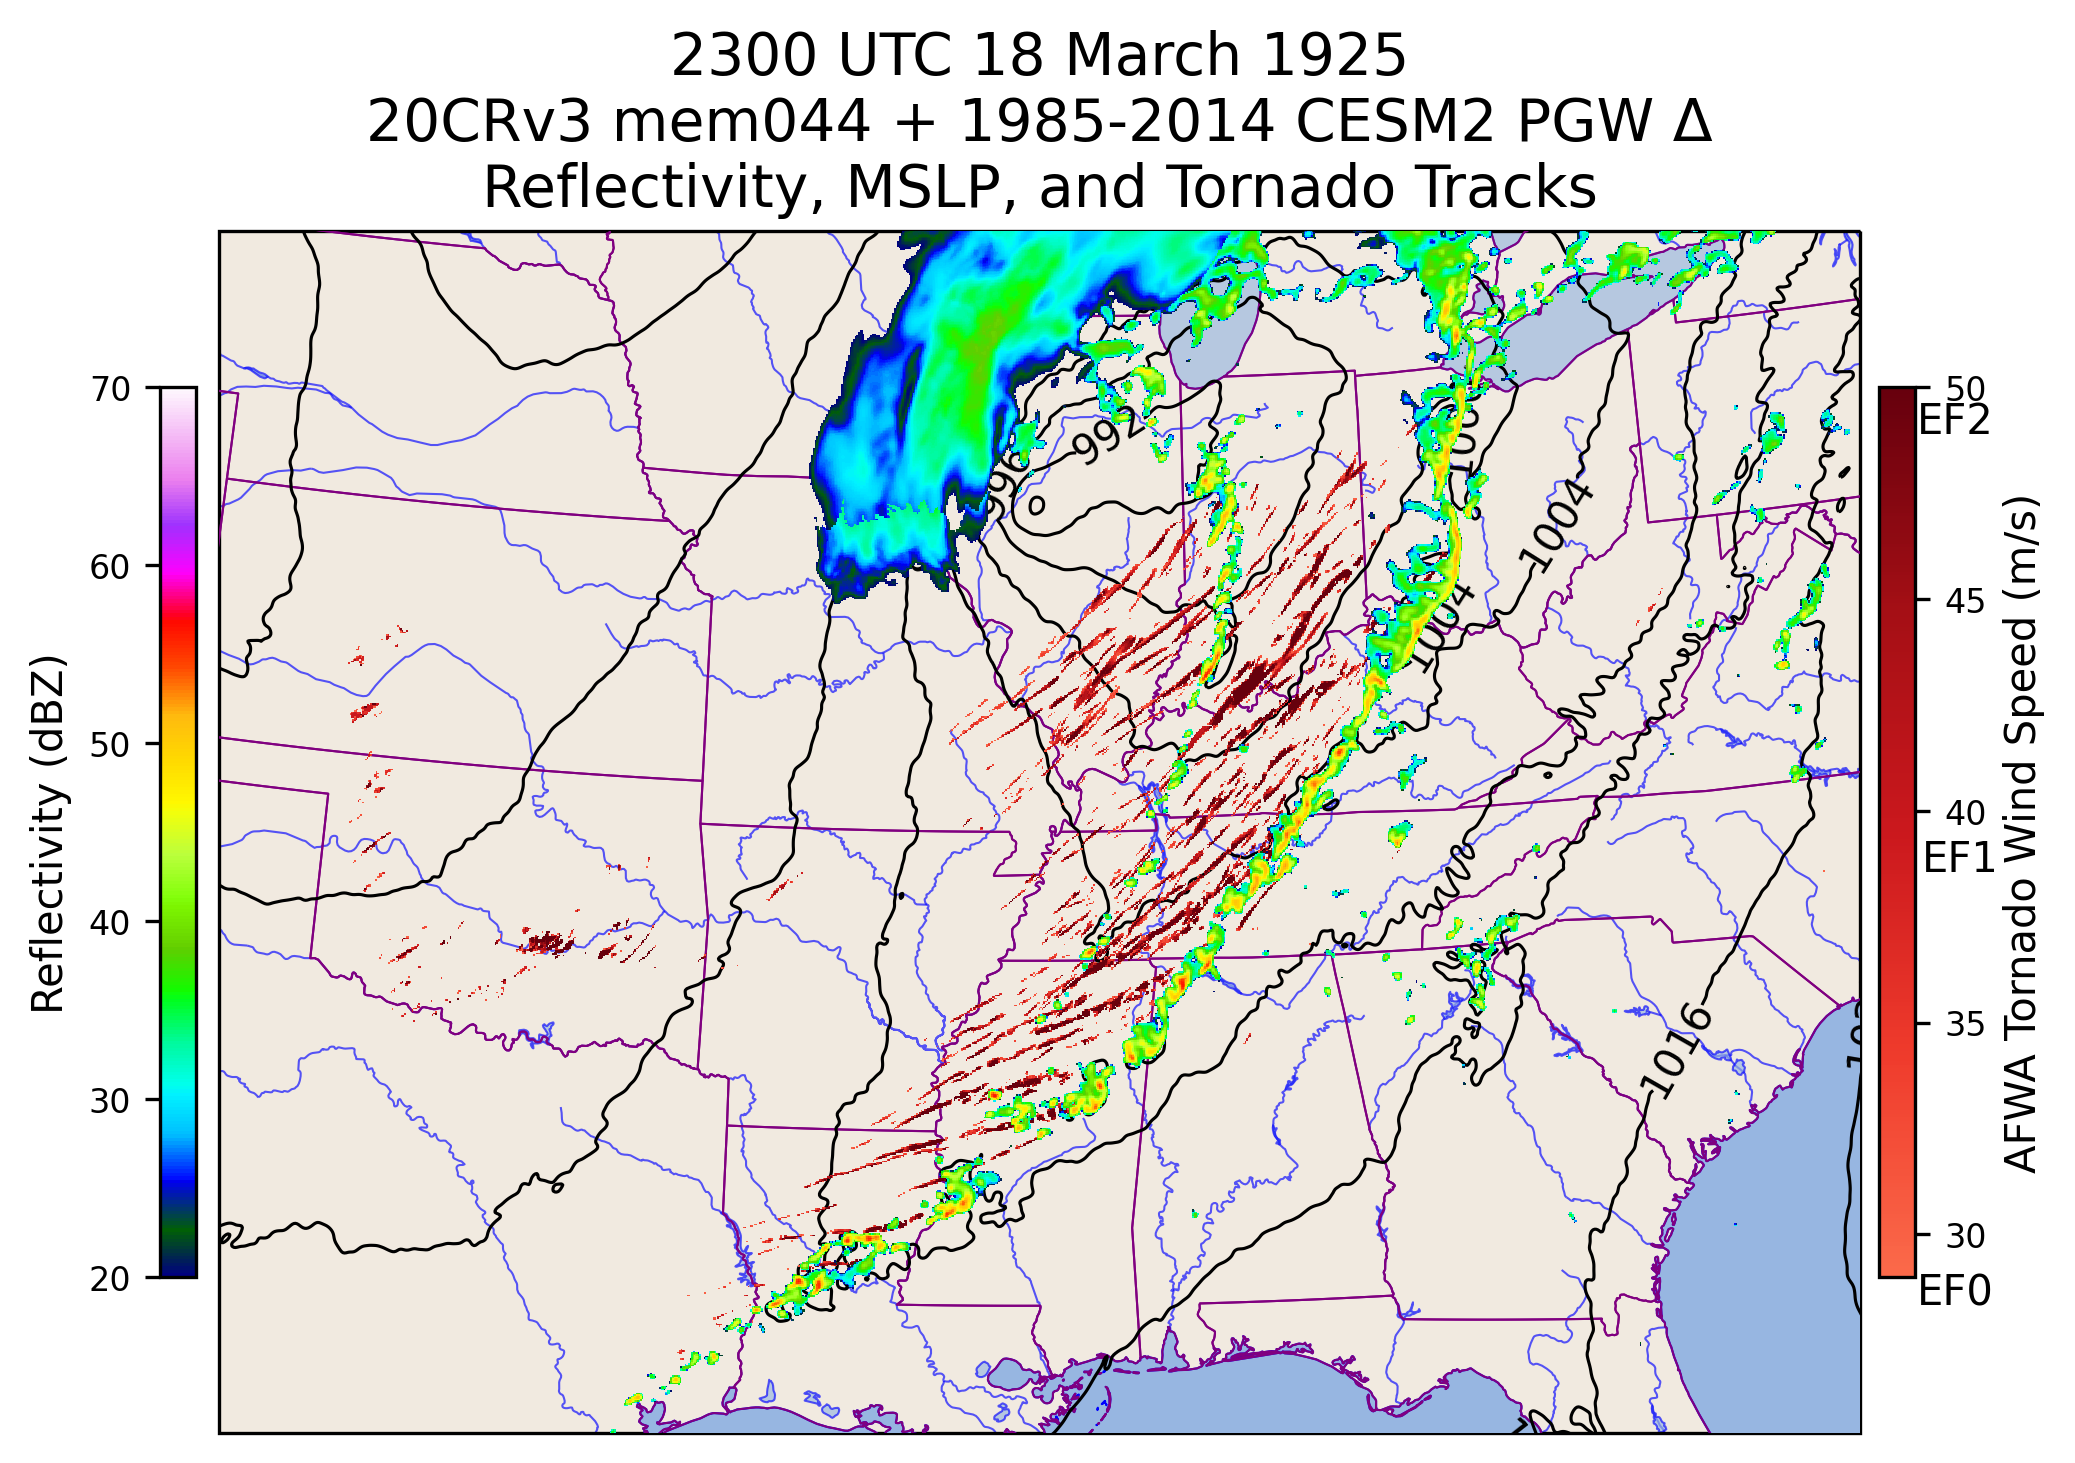 2300 UTC 18 March 1925
20CRv3 mem044 + 1985-2014 CESM2 PGW Δ
Reflectivity, MSLP, and Tornado Tracks
Reflectivity (dBZ)
70
60
50
40
30
20
996
992
1004
1004
1016
50
EF2
45
40
EF1
35
30
EF0
AFWA Tornado Wind Speed (m/s)